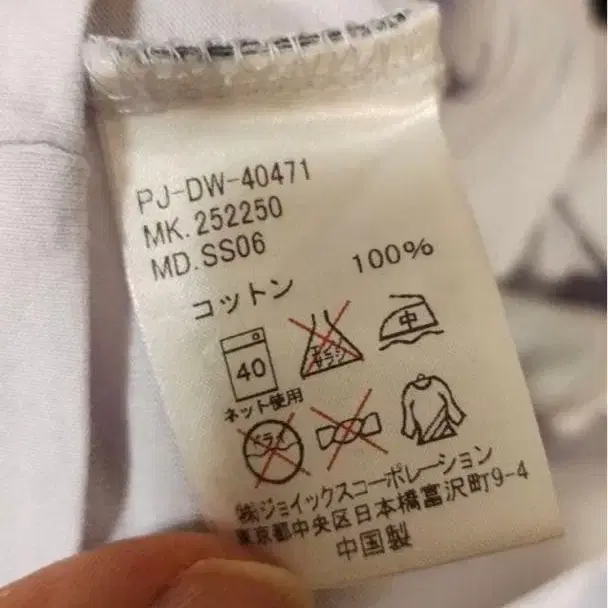 PJ-DW-40471
MK.252250
MD.SS06
コットン 100%
40
エンソサラシ
中
ネット使用
ドライ
㈱ジョイックスコーポレーション
東京都中央区日本橋富沢町9-4
中国製